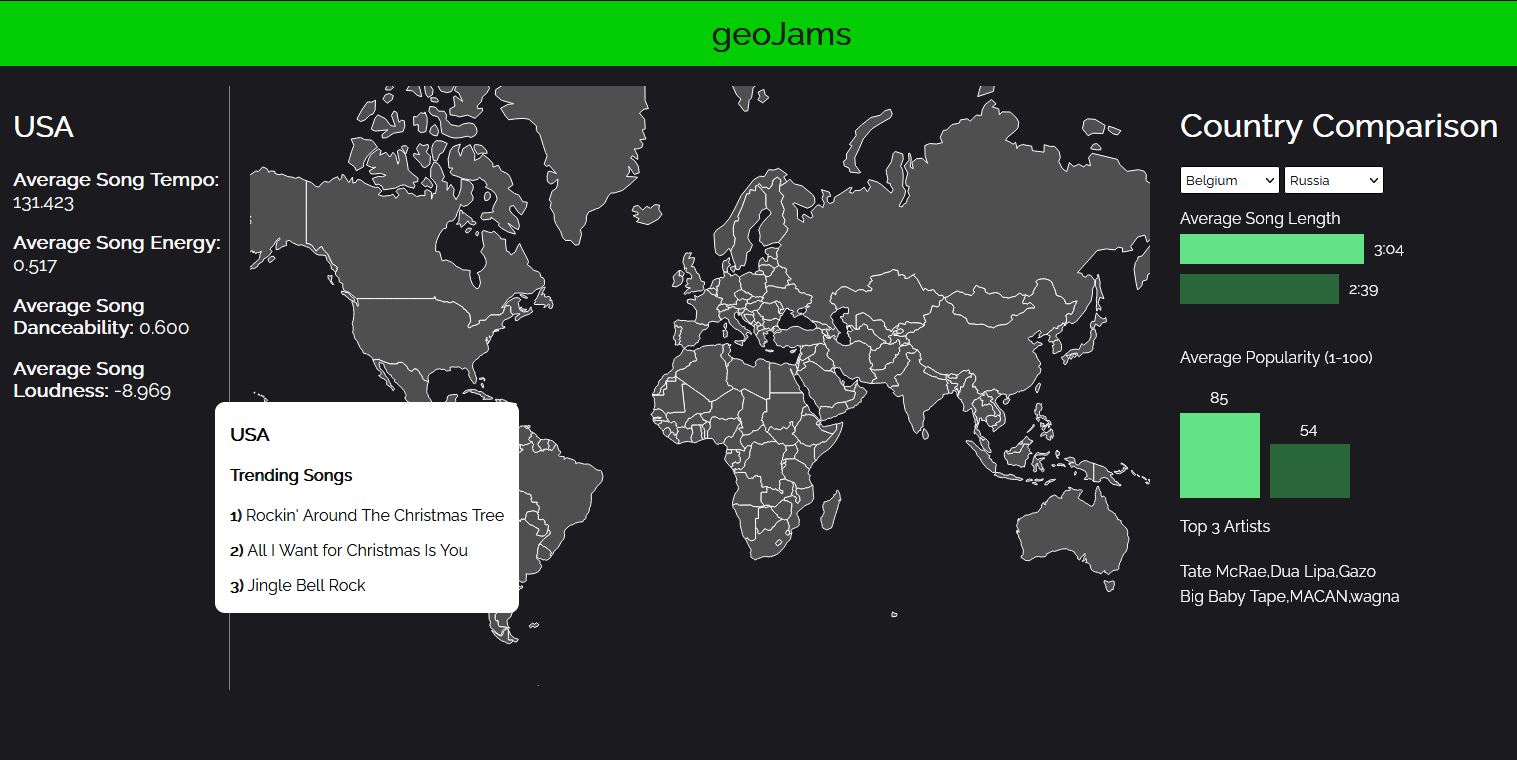 geoJams
USA
Average Song Tempo:
131.423
Average Song Energy:
0.517
Average Song
Danceability: 0.600
Average Song
Loudness: -8.969
USA
Trending Songs
1) Rockin' Around The Christmas Tree
2) All I Want for Christmas Is You
3) Jingle Bell Rock
Country Comparison
Belgium Russia
Average Song Length
3:04
2:39
Average Popularity (1-100)
85
54
Top 3 Artists
Tate McRae,Dua Lipa,Gazo
Big Baby Tape,MACAN,wagna